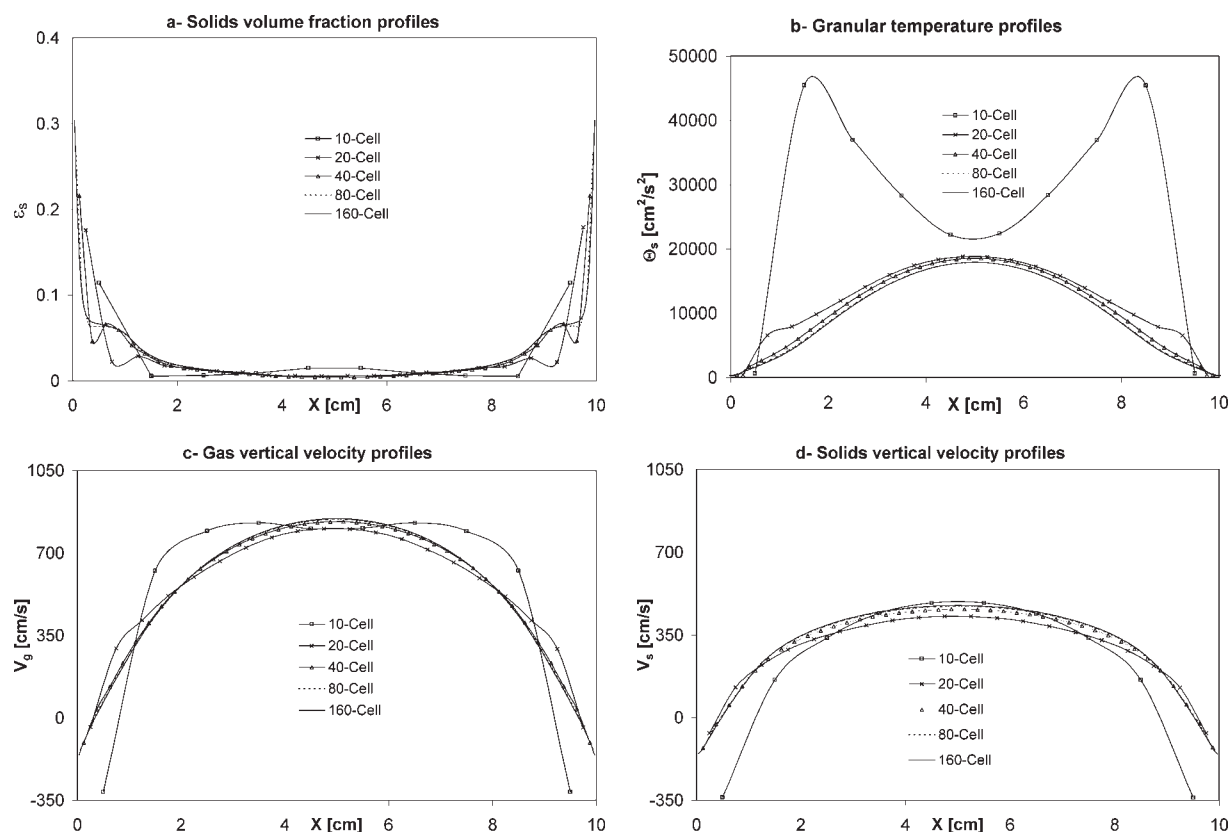 a- Solids volume fraction profiles
0.4
0.3
0.2
0.1
0
εs
10-Cell
20-Cell
40-Cell
80-Cell
160-Cell
0 2 4 6 8 10
X [cm]
b- Granular temperature profiles
50000
40000
30000
20000
10000
0
Θs [cm²/s²]
10-Cell
20-Cell
40-Cell
80-Cell
160-Cell
0 2 4 6 8 10
X [cm]
c- Gas vertical velocity profiles
1050
700
350
0
-350
Vg [cm/s]
10-Cell
20-Cell
40-Cell
80-Cell
160-Cell
0 2 4 6 8 10
X [cm]
d- Solids vertical velocity profiles
1050
700
350
0
-350
Vs [cm/s]
10-Cell
20-Cell
40-Cell
80-Cell
160-Cell
0 2 4 6 8 10
X [cm]